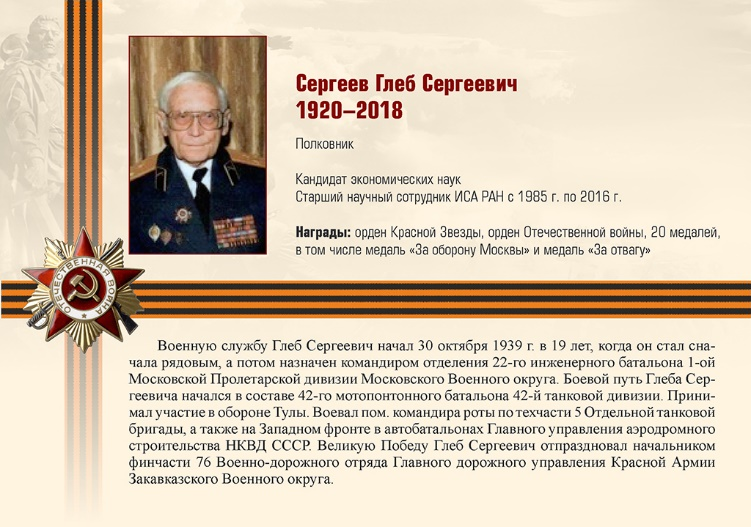 Сергеев Глеб Сергеевич
1920–2018
Полковник
Кандидат экономических наук
Старший научный сотрудник ИСА РАН с 1985 г. по 2016 г.
Награды: орден Красной Звезды, орден Отечественной войны, 20 медалей,
в том числе медаль «За оборону Москвы» и медаль «За отвагу»
ОТЕЧЕСТВЕННАЯ ВОЙНА
Военную службу Глеб Сергеевич начал 30 октября 1939 г. в 19 лет, когда он стал сна-
чала рядовым, а потом назначен командиром отделения 22-го инженерного батальона 1-ой
Московской Пролетарской дивизии Московского Военного округа. Боевой путь Глеба Сер-
геевича начался в составе 42-го мотопонтонного батальона 42-й танковой дивизии. Прини-
мал участие в обороне Тулы. Воевал пом. командира роты по техчасти 5 Отдельной танковой
бригады, а также на Западном фронте в автобатальонах Главного управления аэродромного
строительства НКВД СССР. Великую Победу Глеб Сергеевич отпраздновал начальником
финчасти 76 Военно-дорожного отряда Главного дорожного управления Красной Армии
Закавказского Военного округа.